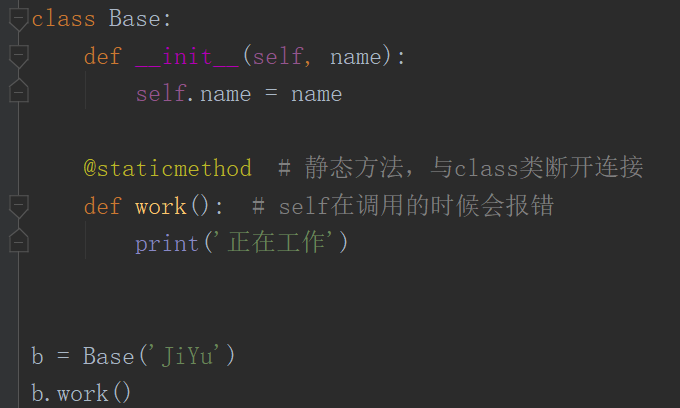 class Base:
    def __init__(self, name):
        self.name = name
    @staticmethod  # 静态方法，与class类断开连接
    def work():  # self在调用的时候会报错
        print('正在工作')
b = Base('JiYu')
b.work()